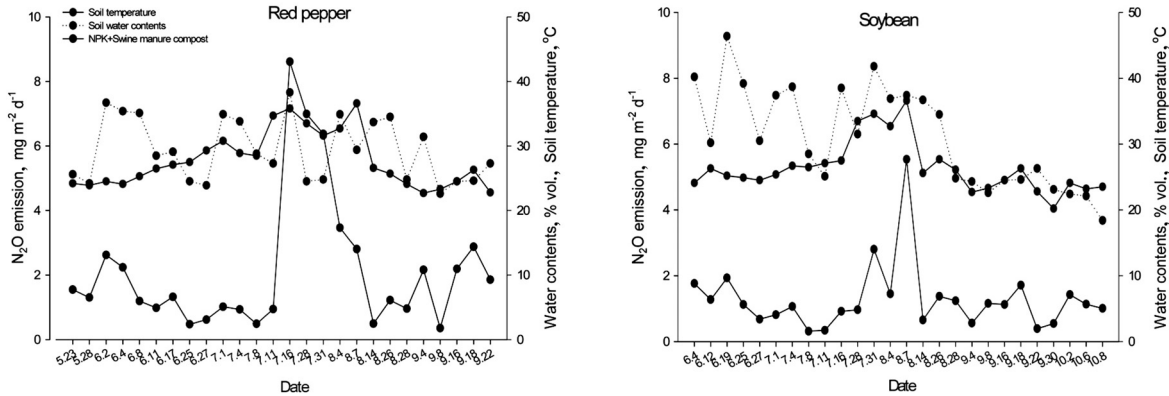 Red pepper
Soil temperature
Soil water contents
NPK+Swine manure compost
N₂O emission, mg m⁻² d⁻¹
10
8
6
4
2
0
50
40
30
20
10
0
Water contents, % vol., Soil temperature, °C
5.23 5.28 6.2 6.4 6.8 6.11 6.17 6.25 6.27 7.1 7.4 7.8 7.11 7.16 7.28 7.31 8.4 8.7 8.14 8.26 8.28 9.4 9.8 9.16 9.18 9.22
Date
Soybean
N₂O emission, mg m⁻² d⁻¹
10
8
6
4
2
0
50
40
30
20
10
0
Water contents, % vol., Soil temperature, °C
6.4 6.12 6.19 6.25 6.27 7.1 7.4 7.8 7.11 7.16 7.28 7.31 8.4 8.7 8.14 8.26 8.28 9.4 9.8 9.16 9.18 9.22 9.30 10.2 10.6 10.8
Date